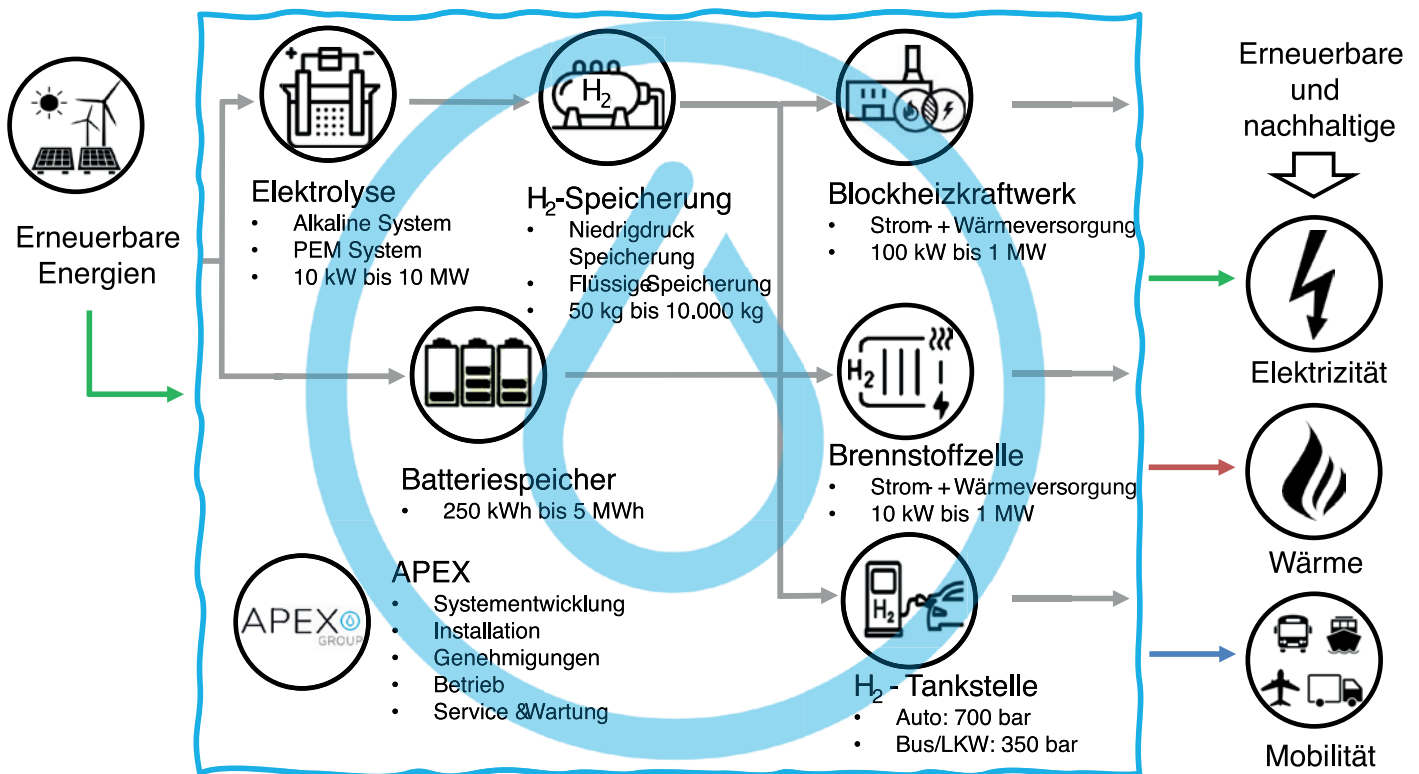 Erneuerbare
Energien
+ −
Elektrolyse
• Alkaline System
• PEM System
• 10 kW bis 10 MW
H₂
H₂-Speicherung
• Niedrigdruck
Speicherung
• Flüssige Speicherung
• 50 kg bis 10.000 kg
Blockheizkraftwerk
• Strom- + Wärmeversorgung
• 100 kW bis 1 MW
Batteriespeicher
• 250 kWh bis 5 MWh
H₂
Brennstoffzelle
• Strom- + Wärmeversorgung
• 10 kW bis 1 MW
APEX
GROUP
APEX
• Systementwicklung
• Installation
• Genehmigungen
• Betrieb
• Service & Wartung
H₂
H₂ - Tankstelle
• Auto: 700 bar
• Bus/LKW: 350 bar
Erneuerbare
und
nachhaltige
Elektrizität
Wärme
Mobilität